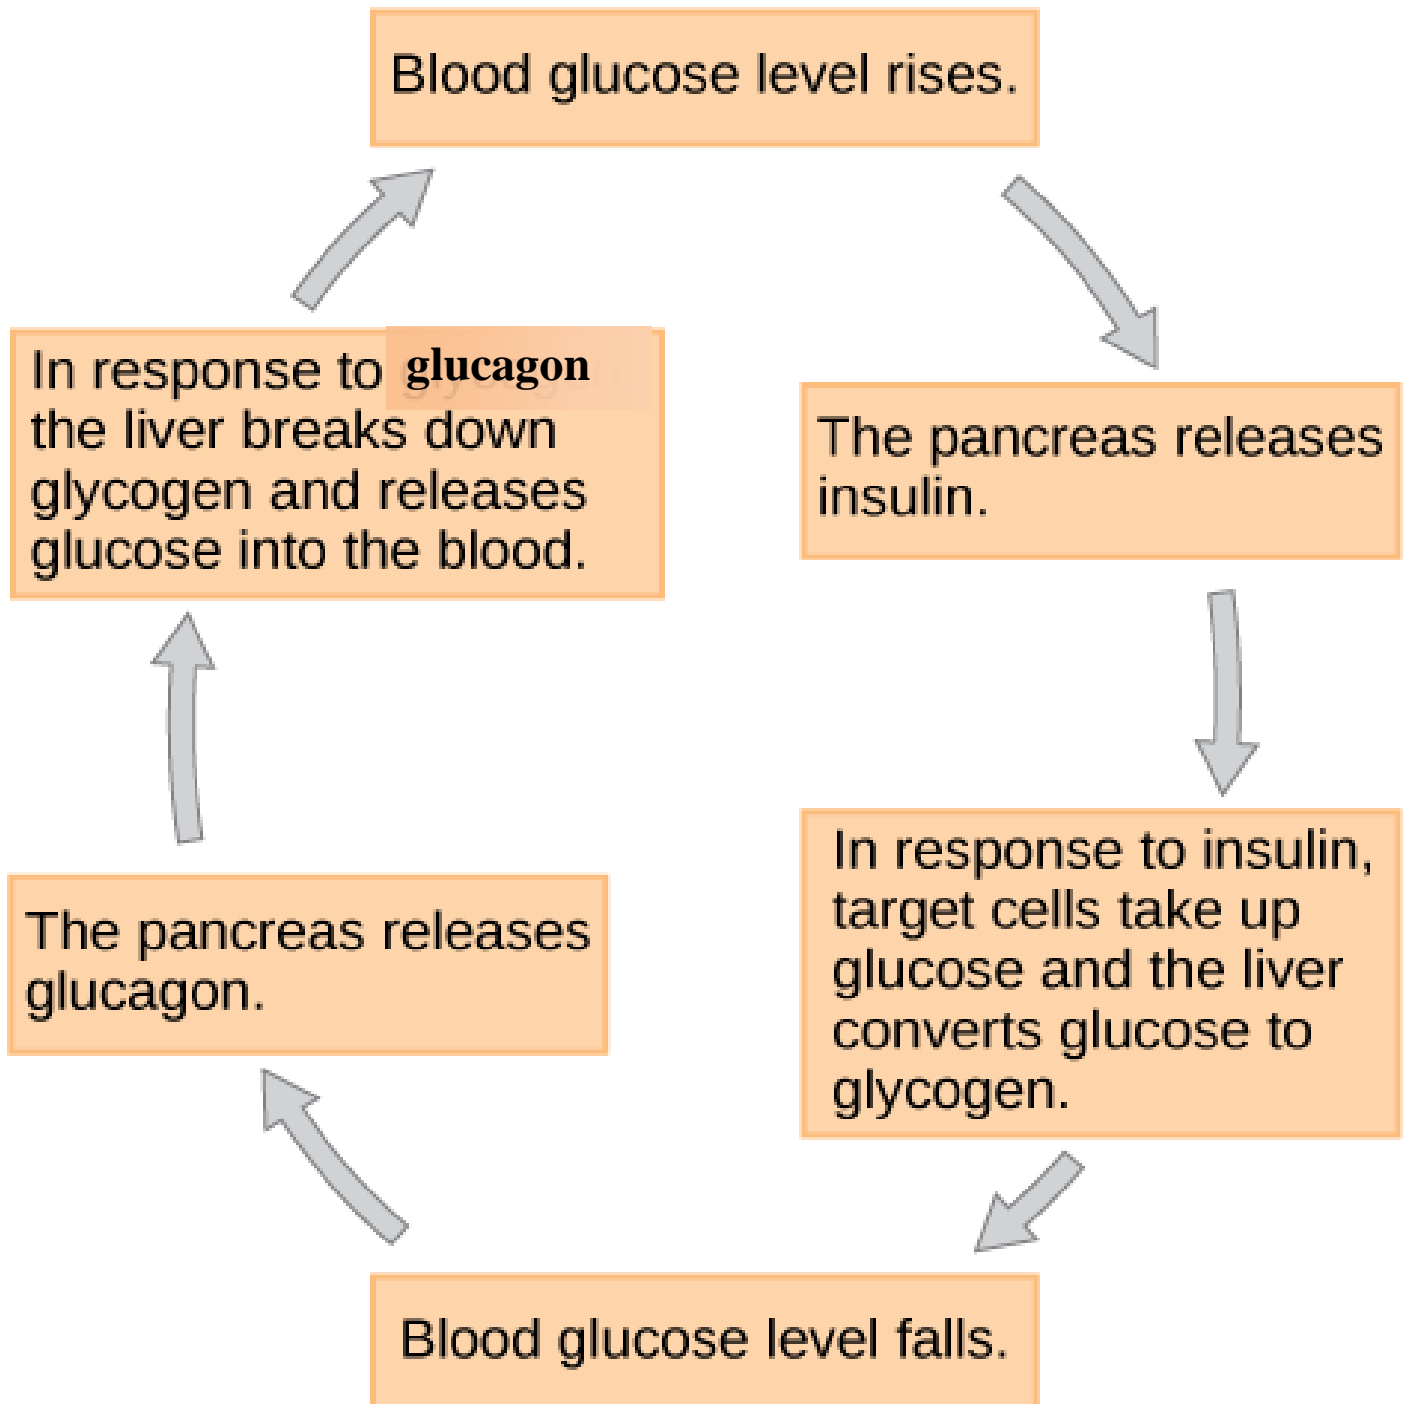 Blood glucose level rises.
The pancreas releases
insulin.
In response to insulin,
target cells take up
glucose and the liver
converts glucose to
glycogen.
Blood glucose level falls.
The pancreas releases
glucagon.
In response to glucagon
the liver breaks down
glycogen and releases
glucose into the blood.